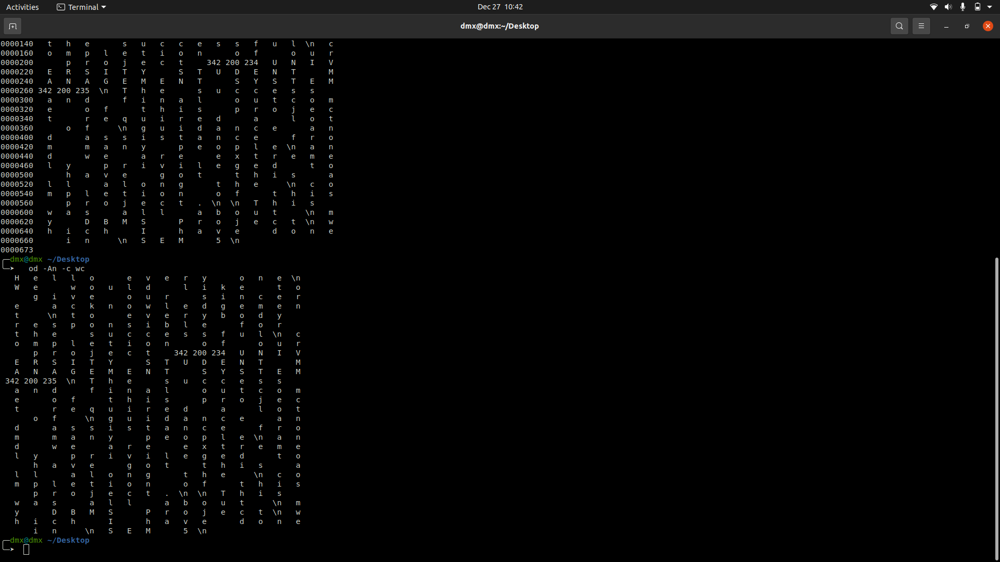 Activities Terminal Dec 27 10:42
dmx@dmx:~/Desktop
0000140 t h e   s u c c e s s f u l \n c
0000160 o m p l e t i o n   o f   o u r
0000200   p r o j e c t   342 200 234 U N I V
0000220 E R S I T Y   S T U D E N T   M
0000240 A N A G E M E N T   S Y S T E M
0000260 342 200 235 \n T h e   s u c c e s s
0000300 a n d   f i n a l   o u t c o m
0000320 e   o f   t h i s   p r o j e c
0000340 t   r e q u i r e d   a   l o t
0000360   o f   \n g u i d a n c e   a n
0000400 d   a s s i s t a n c e   f r o
0000420 m   m a n y   p e o p l e \n a n
0000440 d   w e   a r e   e x t r e m e
0000460 l y   p r i v i l e g e d   t o
0000500   h a v e   g o t   t h i s   a
0000520 l l   a l o n g   t h e   \n c o
0000540 m p l e t i o n   o f   t h i s
0000560   p r o j e c t . \n \n T h i s
0000600 w a s   a l l   a b o u t   \n m
0000620 y   D B M S   P r o j e c t \n w
0000640 h i c h   I   h a v e   d o n e
0000660   i n   \n S E M   5 \n
0000673
dmx@dmx ~/Desktop
od -An -c wc
H e l l o   e v e r y   o n e \n
W e   w o u l d   l i k e   t o
g i v e   o u r   s i n c e r
e   a c k n o w l e d g e m e n
t   \n t o   e v e r y b o d y
r e s p o n s i b l e   f o r
t h e   s u c c e s s f u l \n c
o m p l e t i o n   o f   o u r
p r o j e c t   342 200 234 U N I V
E R S I T Y   S T U D E N T   M
A N A G E M E N T   S Y S T E M
342 200 235 \n T h e   s u c c e s s
a n d   f i n a l   o u t c o m
e   o f   t h i s   p r o j e c
t   r e q u i r e d   a   l o t
o f   \n g u i d a n c e   a n
d   a s s i s t a n c e   f r o
m   m a n y   p e o p l e \n a n
d   w e   a r e   e x t r e m e
l y   p r i v i l e g e d   t o
h a v e   g o t   t h i s   a
l l   a l o n g   t h e   \n c o
m p l e t i o n   o f   t h i s
p r o j e c t . \n \n T h i s
w a s   a l l   a b o u t   \n m
y   D B M S   P r o j e c t \n w
h i c h   I   h a v e   d o n e
i n   \n S E M   5 \n
dmx@dmx ~/Desktop